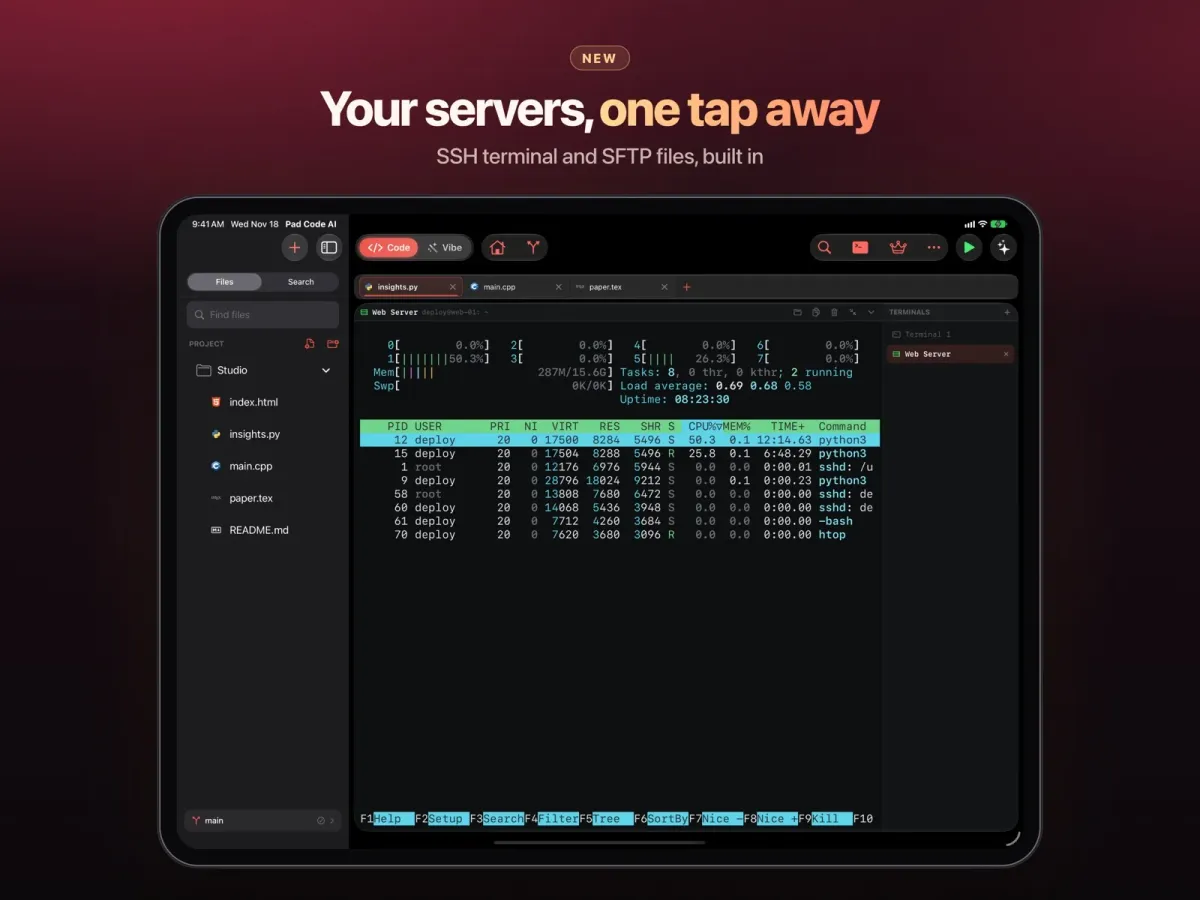 NEW
Your servers, one tap away
SSH terminal and SFTP files, built in
9:41 AM Wed Nov 18 Pad Code AI
</> Code Vibe
Files Search
Find files
PROJECT
Studio
index.html
insights.py
main.cpp
paper.tex
README.md
main
insights.py main.cpp paper.tex
Web Server deploy@web-01: ~
TERMINALS
Terminal 1
Web Server
0[ 0.0%] 2[ 0.0%] 4[ 0.0%] 6[ 0.0%]
1[|||||||50.3%] 3[ 0.0%] 5[|||| 26.3%] 7[ 0.0%]
Mem[||||| 287M/15.6G] Tasks: 8, 0 thr, 0 kthr; 2 running
Swp[ 0K/0K] Load average: 0.69 0.68 0.58
Uptime: 08:23:30
PID USER PRI NI VIRT RES SHR S CPU%▽MEM% TIME+ Command
12 deploy 20 0 17500 8284 5496 S 50.3 0.1 12:14.63 python3
15 deploy 20 0 17504 8288 5496 R 25.8 0.1 6:48.29 python3
1 root 20 0 12176 6976 5944 S 0.0 0.0 0:00.01 sshd: /u
9 deploy 20 0 28796 18024 9212 S 0.0 0.1 0:00.23 python3
58 root 20 0 13808 7680 6472 S 0.0 0.0 0:00.00 sshd: de
60 deploy 20 0 14068 5436 3948 S 0.0 0.0 0:00.00 sshd: de
61 deploy 20 0 7712 4260 3684 S 0.0 0.0 0:00.00 -bash
70 deploy 20 0 7620 3680 3096 R 0.0 0.0 0:00.00 htop
F1Help F2Setup F3SearchF4FilterF5Tree F6SortByF7Nice -F8Nice +F9Kill F10